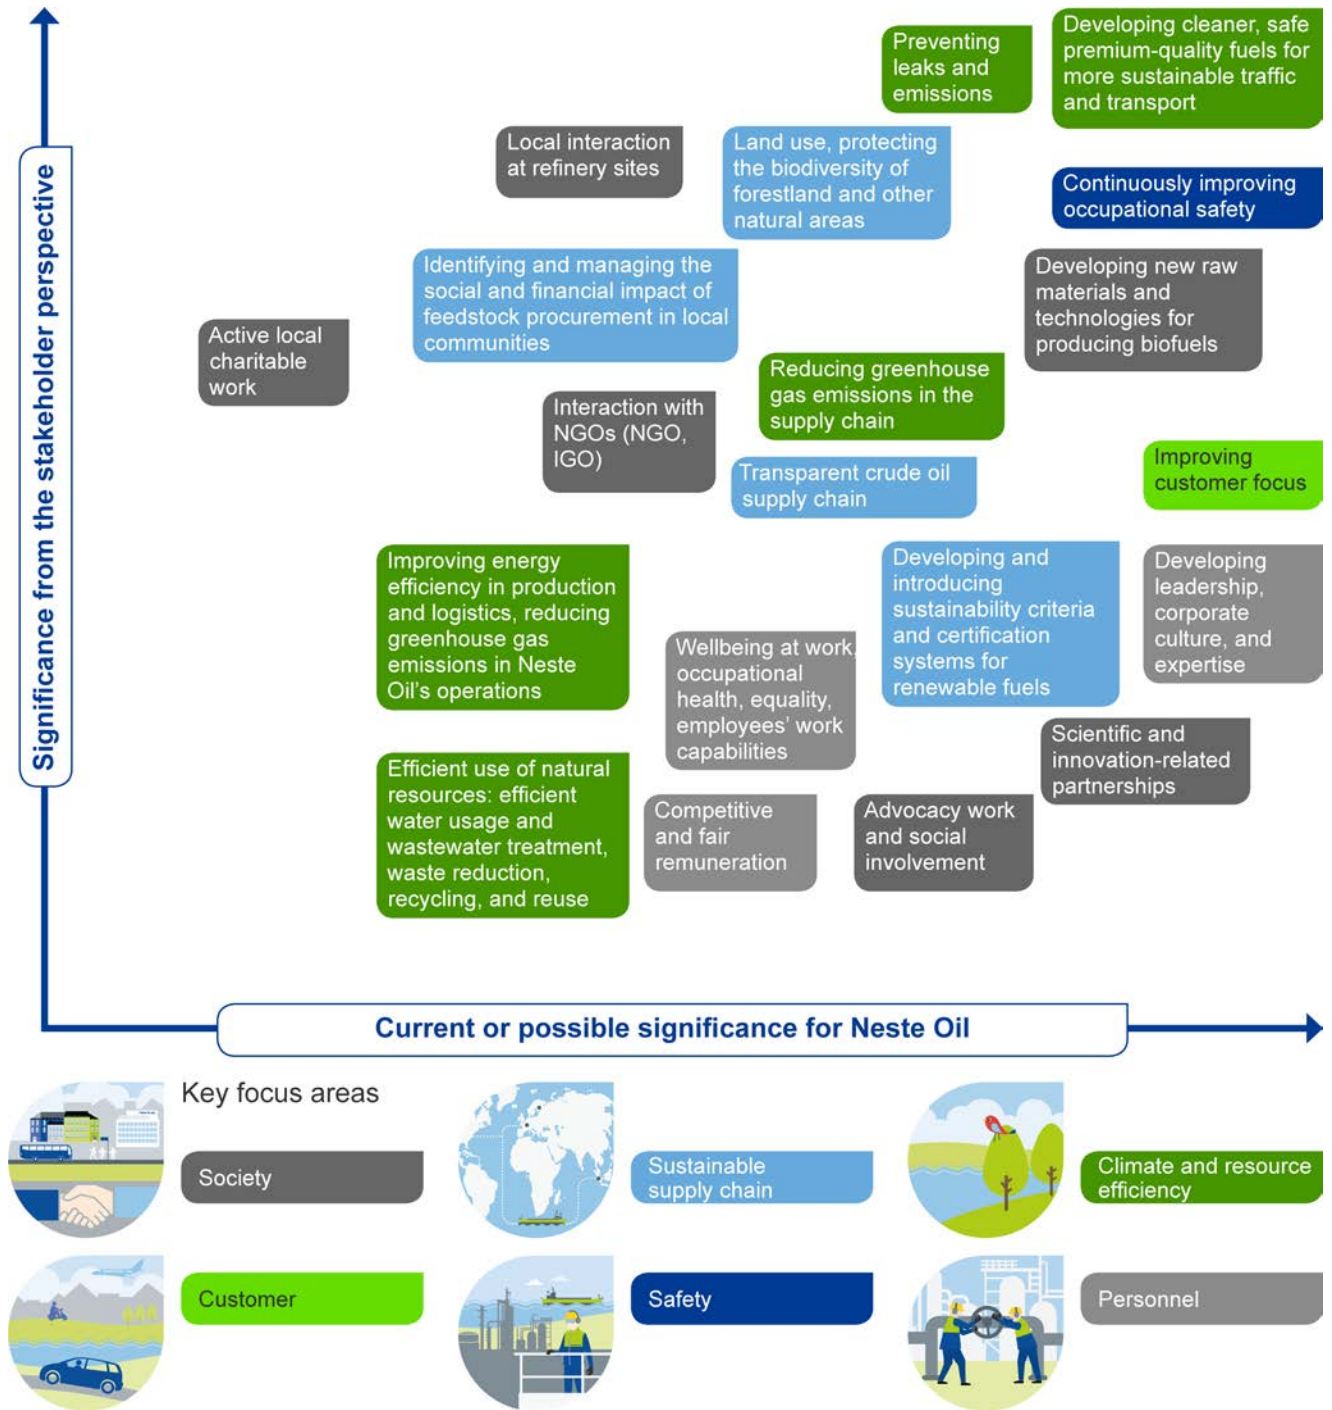 Developing cleaner, safe
premium-quality fuels for
more sustainable traffic
and transport
Preventing
leaks and
emissions
Local interaction
at refinery sites
Land use, protecting
the biodiversity of
forestland and other
natural areas
Continuously improving
occupational safety
Identifying and managing the
social and financial impact of
feedstock procurement in local
communities
Developing new raw
materials and
technologies for
producing biofuels
Active local
charitable
work
Reducing greenhouse
gas emissions in the
supply chain
Interaction with
NGOs (NGO,
IGO)
Improving
customer focus
Transparent crude oil
supply chain
Improving energy
efficiency in production
and logistics, reducing
greenhouse gas
emissions in Neste
Oil's operations
Developing and
introducing
sustainability criteria
and certification
systems for
renewable fuels
Developing
leadership,
corporate
culture, and
expertise
Wellbeing at work,
occupational
health, equality,
employees' work
capabilities
Scientific and
innovation-related
partnerships
Efficient use of natural
resources: efficient
water usage and
wastewater treatment,
waste reduction,
recycling, and reuse
Competitive
and fair
remuneration
Advocacy work
and social
involvement
Significance from the stakeholder perspective
Current or possible significance for Neste Oil
Key focus areas
Society
Sustainable
supply chain
Climate and resource
efficiency
Customer
Safety
Personnel